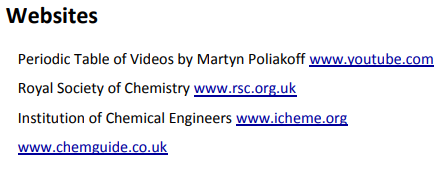 Websites
Periodic Table of Videos by Martyn Poliakoff www.youtube.com
Royal Society of Chemistry www.rsc.org.uk
Institution of Chemical Engineers www.icheme.org
www.chemguide.co.uk